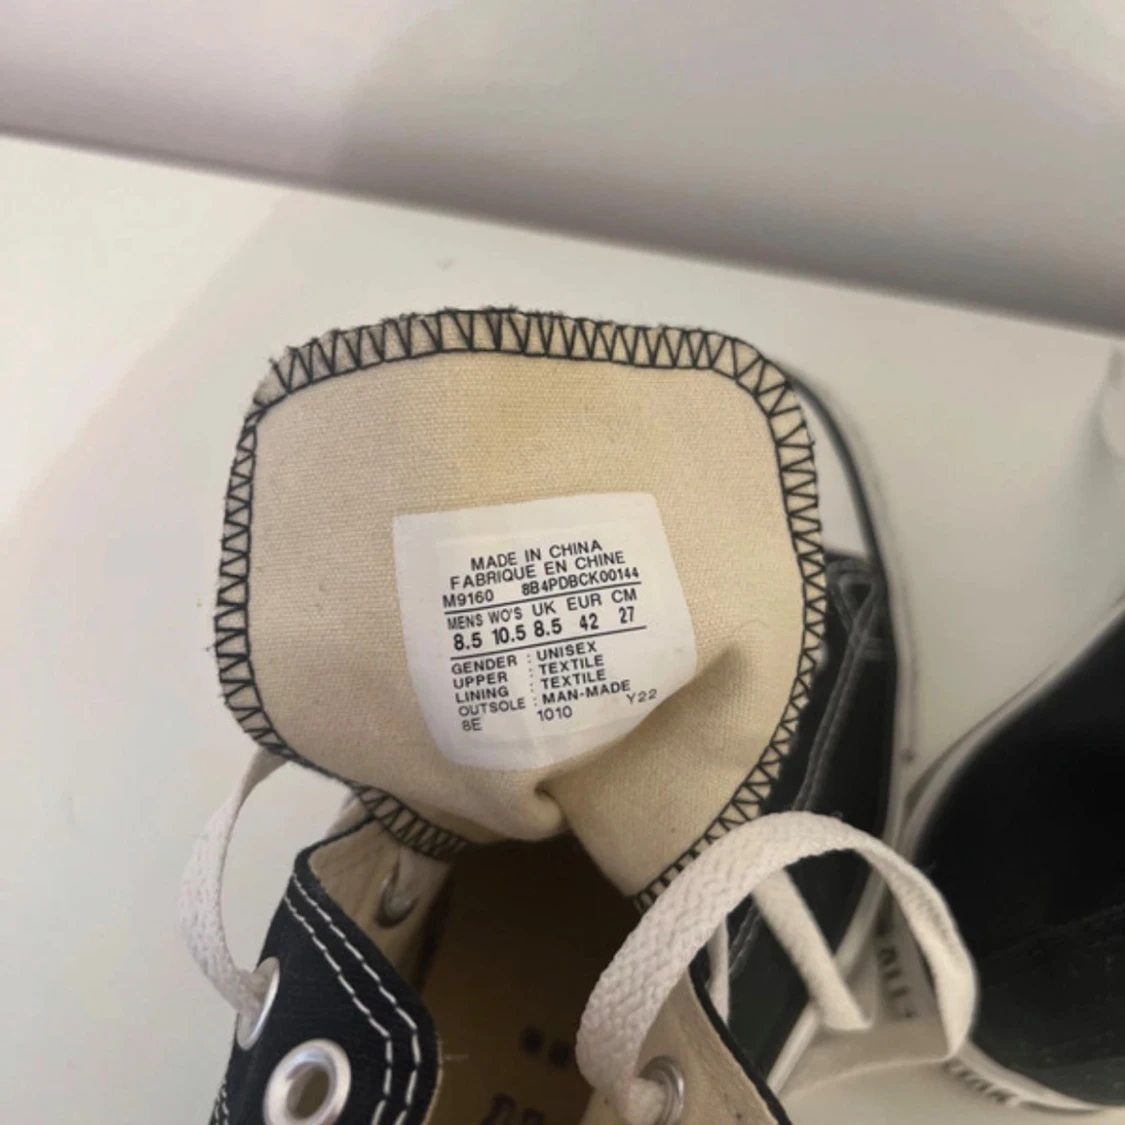 MADE IN CHINA
FABRIQUE EN CHINE
M9160 8B4PDBCK00144
MENS WO'S UK EUR CM
8.5 10.5 8.5 42 27
GENDER : UNISEX
UPPER : TEXTILE
LINING : TEXTILE
OUTSOLE : MAN-MADE
8E 1010 Y22
ALL